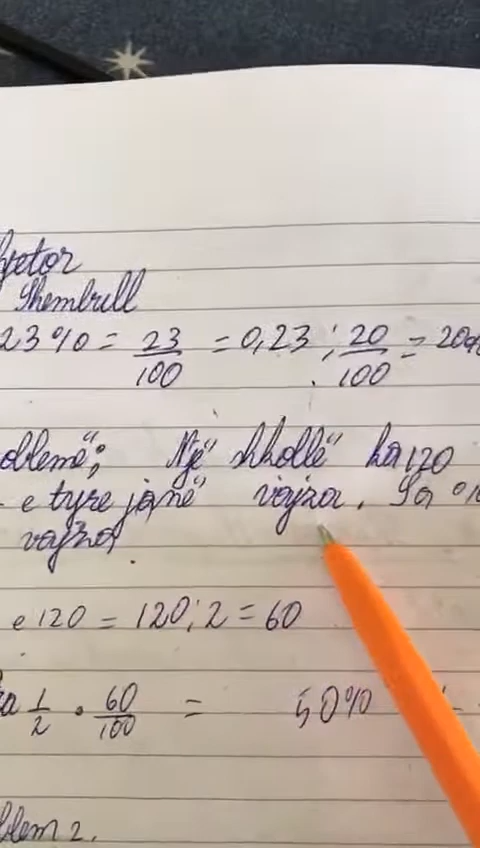 Shembull
23% = 23/100 = 0,23 ; 20/100 = 20%
Një shkollë ka 120
e tyre janë vajza. Sa %
vajza
e 120 = 120:2 = 60
1/2 • 60/100 = 50%
2.